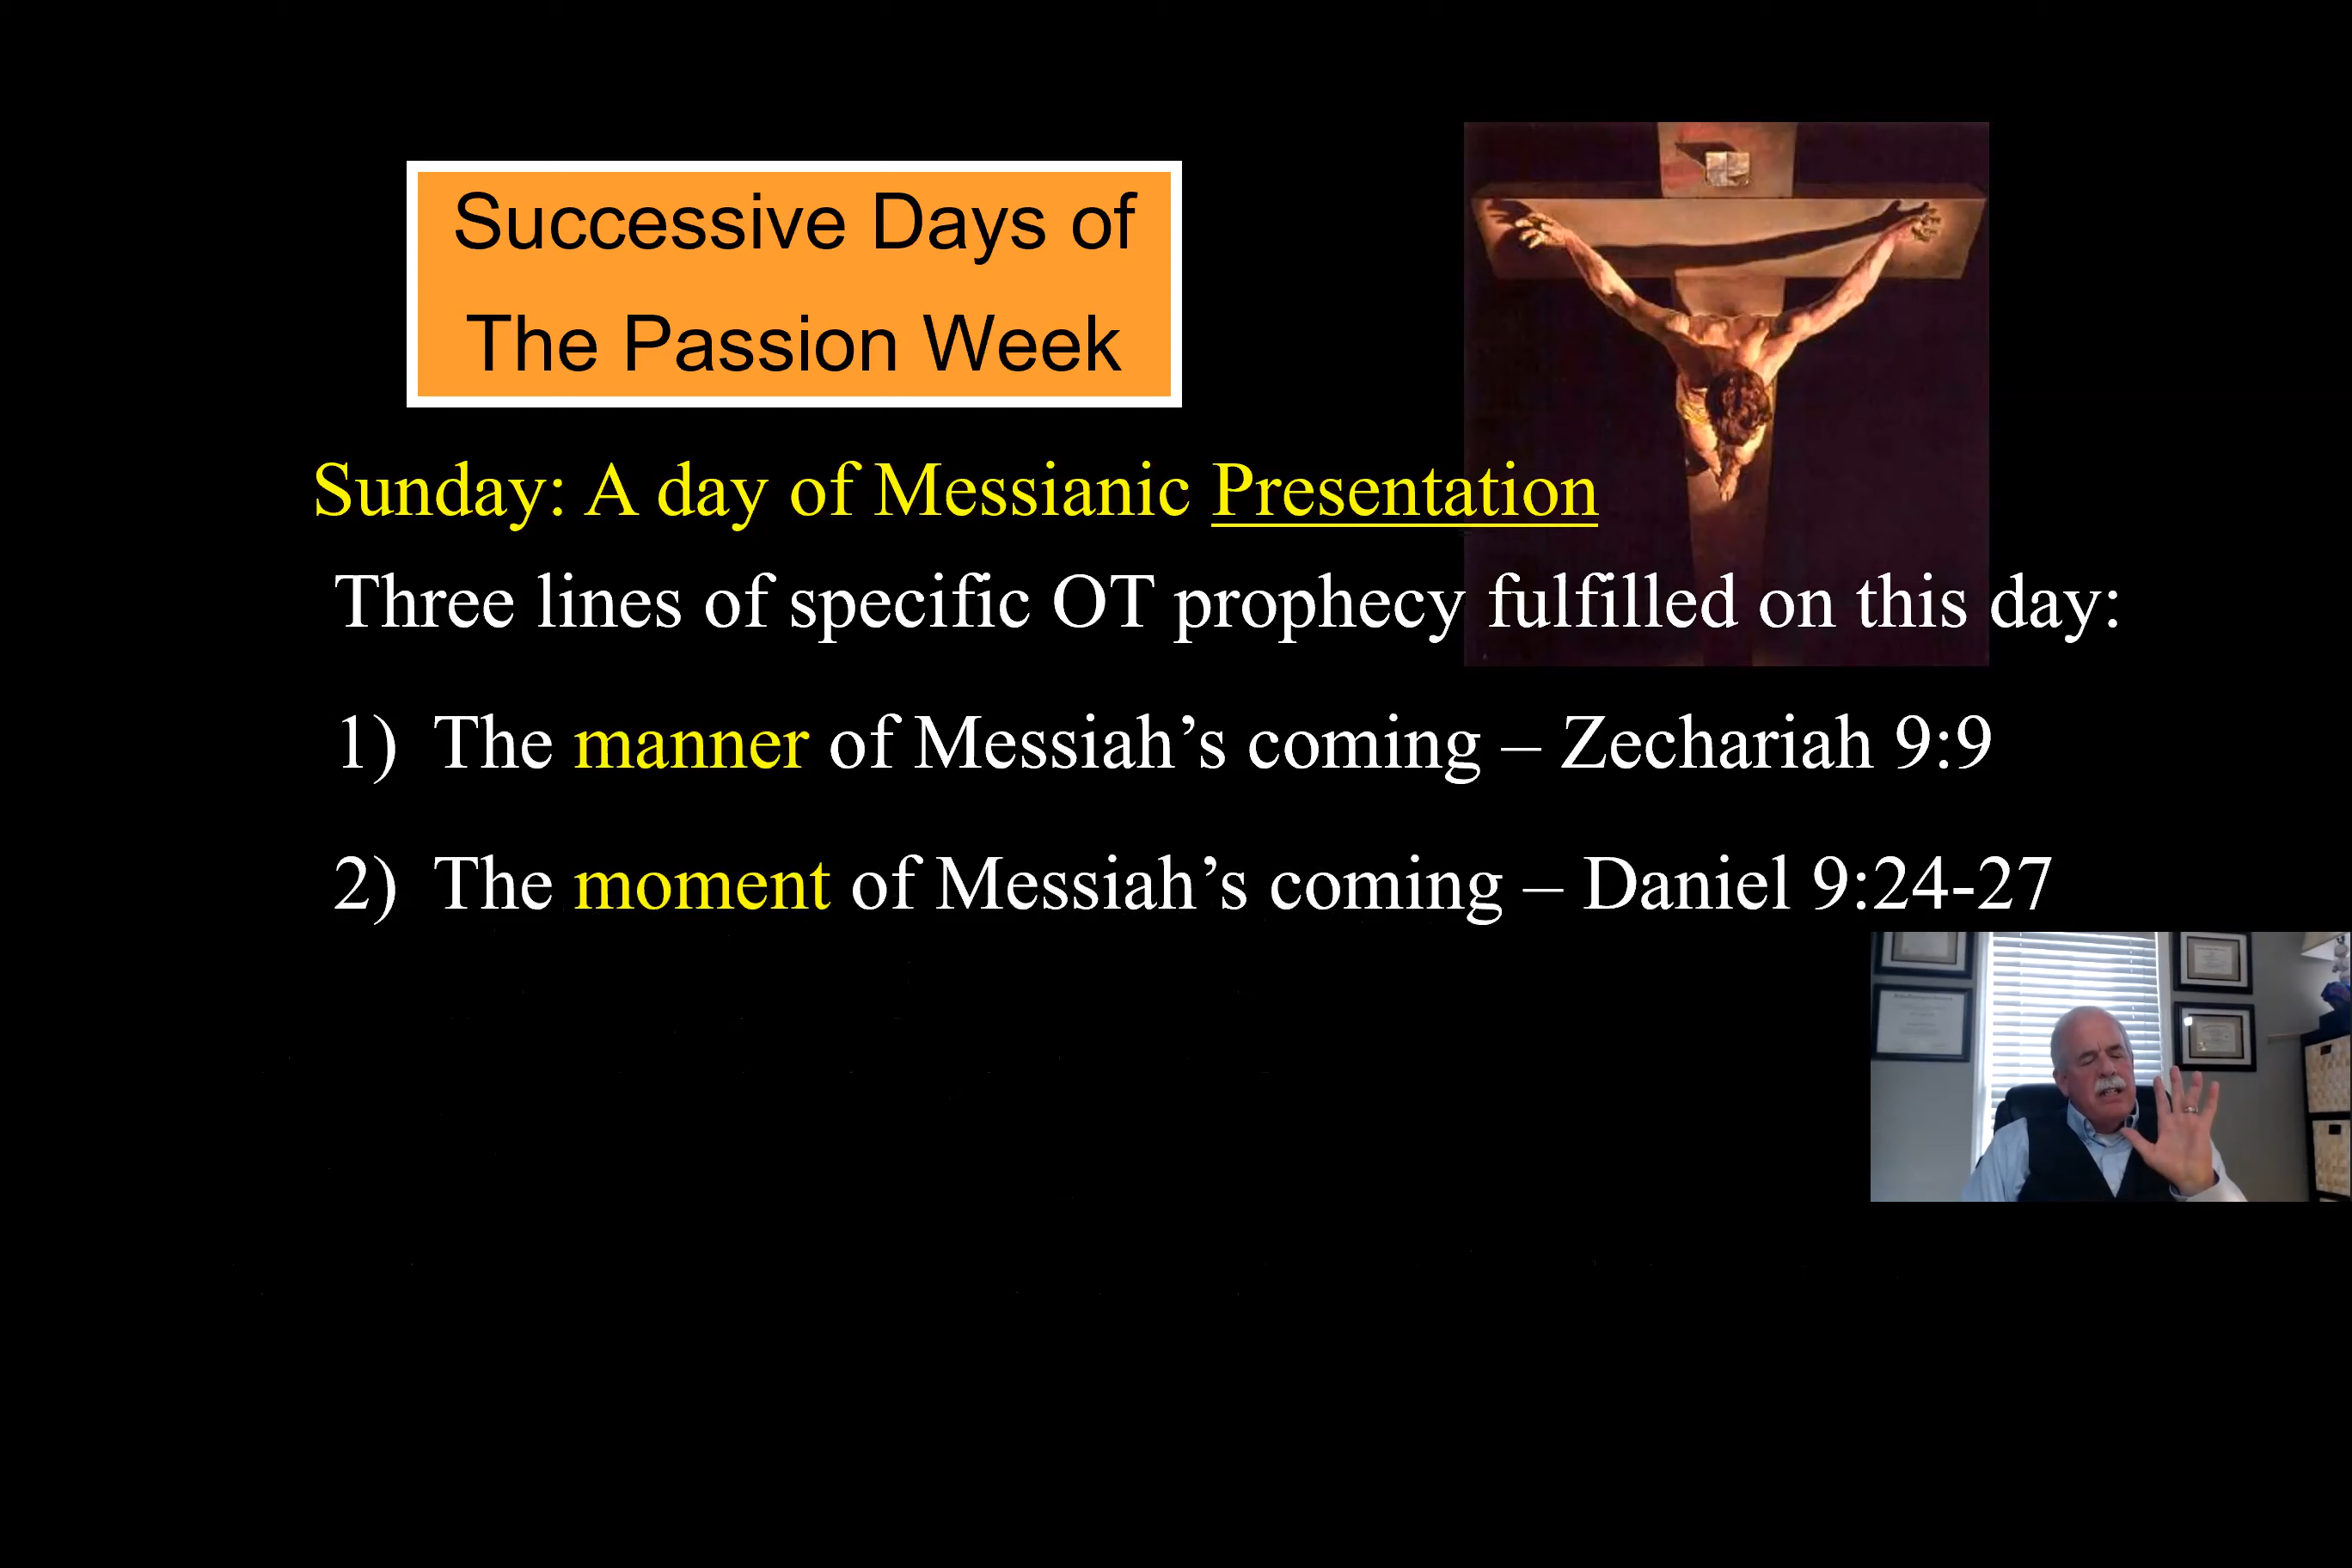 Successive Days of
The Passion Week
Sunday: A day of Messianic Presentation
Three lines of specific OT prophecy fulfilled on this day:
1) The manner of Messiah’s coming – Zechariah 9:9
2) The moment of Messiah’s coming – Daniel 9:24-27